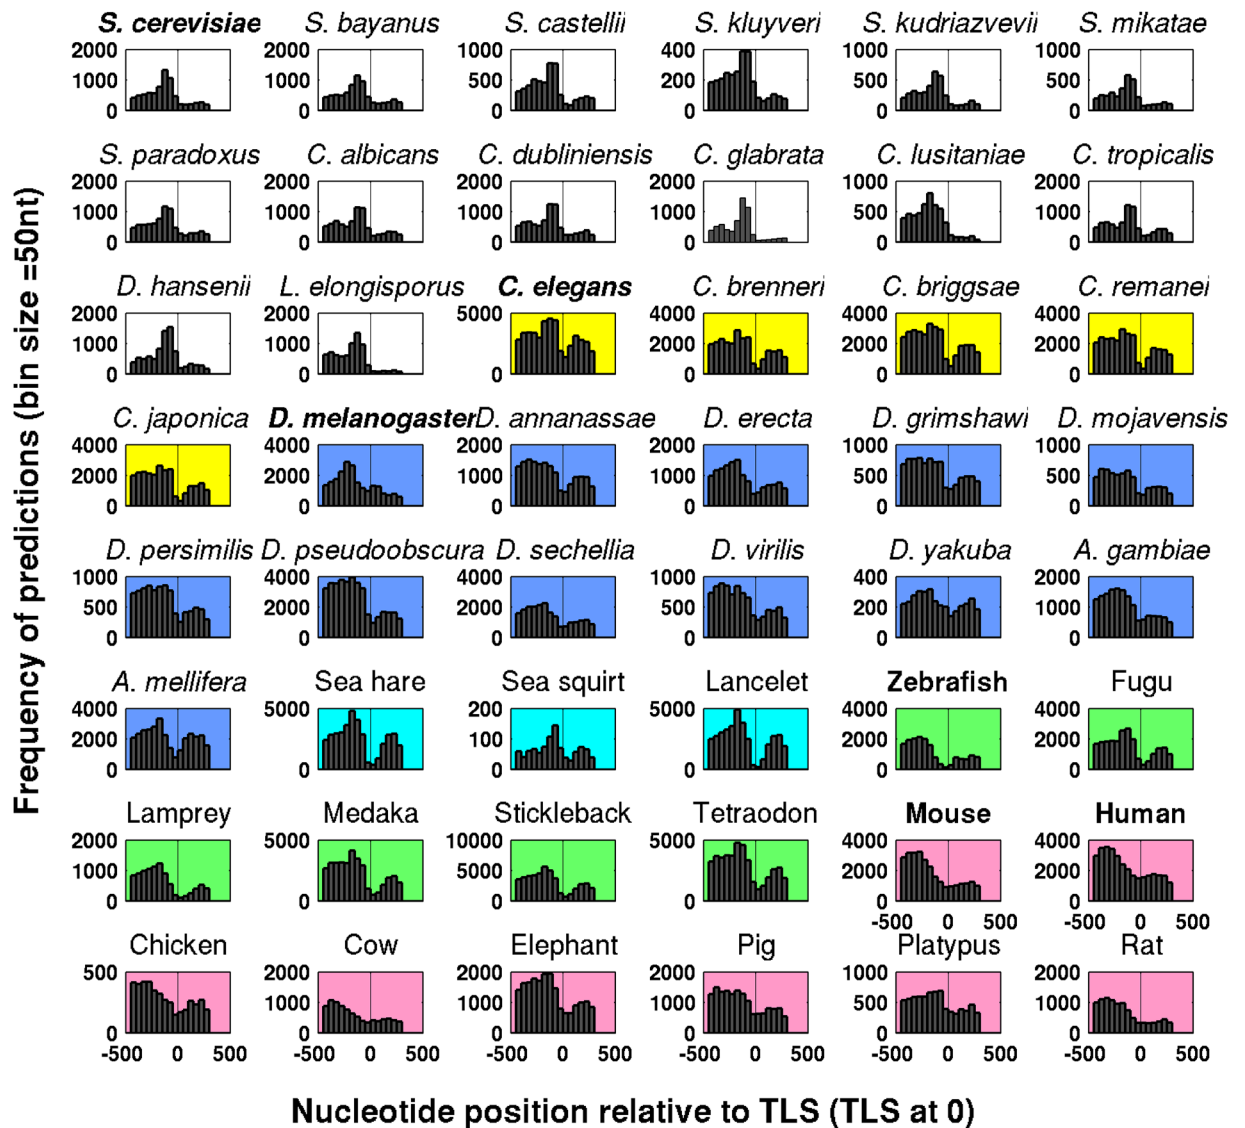 S. cerevisiae S. bayanus S. castellii S. kluyveri S. kudriazvevii S. mikatae
2000 2000 1000 400 1000 1000
1000 1000 500 200 500 500
0 0 0 0 0 0
S. paradoxus C. albicans C. dubliniensis C. glabrata C. lusitaniae C. tropicalis
2000 2000 2000 2000 1000 2000
1000 1000 1000 1000 500 1000
0 0 0 0 0 0
D. hansenii L. elongisporus C. elegans C. brenneri C. briggsae C. remanei
2000 2000 5000 4000 4000 4000
1000 1000 2000 2000 2000
0 0 0 0 0 0
C. japonica D. melanogaster D. annanassae D. erecta D. grimshawi D. mojavensis
4000 4000 2000 2000 1000 1000
2000 2000 1000 1000 500 500
0 0 0 0 0 0
D. persimilis D. pseudoobscura D. sechellia D. virilis D. yakuba A. gambiae
1000 4000 4000 1000 400 2000
500 2000 2000 500 200 1000
0 0 0 0 0 0
A. mellifera Sea hare Sea squirt Lancelet Zebrafish Fugu
4000 5000 200 5000 4000 4000
2000 100 2000 2000
0 0 0 0 0 0
Lamprey Medaka Stickleback Tetraodon Mouse Human
2000 5000 10000 5000 4000 4000
1000 5000 2000 2000
0 0 0 0 0 0
-500 0 500 -500 0 500
Chicken Cow Elephant Pig Platypus Rat
500 2000 2000 2000 1000 2000
1000 1000 1000 500 1000
0 0 0 0 0 0
-500 0 500 -500 0 500 -500 0 500 -500 0 500 -500 0 500 -500 0 500
Frequency of predictions (bin size =50nt)
Nucleotide position relative to TLS (TLS at 0)